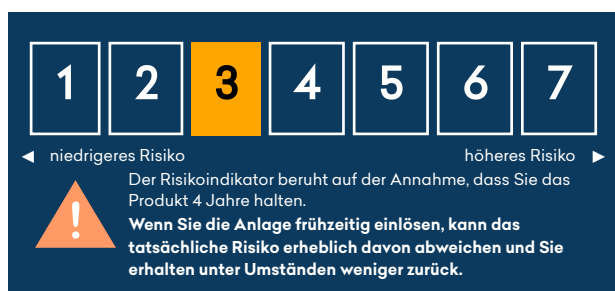 1 2 3 4 5 6 7
◄ niedrigeres Risiko höheres Risiko ►
Der Risikoindikator beruht auf der Annahme, dass Sie das
Produkt 4 Jahre halten.
Wenn Sie die Anlage frühzeitig einlösen, kann das
tatsächliche Risiko erheblich davon abweichen und Sie
erhalten unter Umständen weniger zurück.